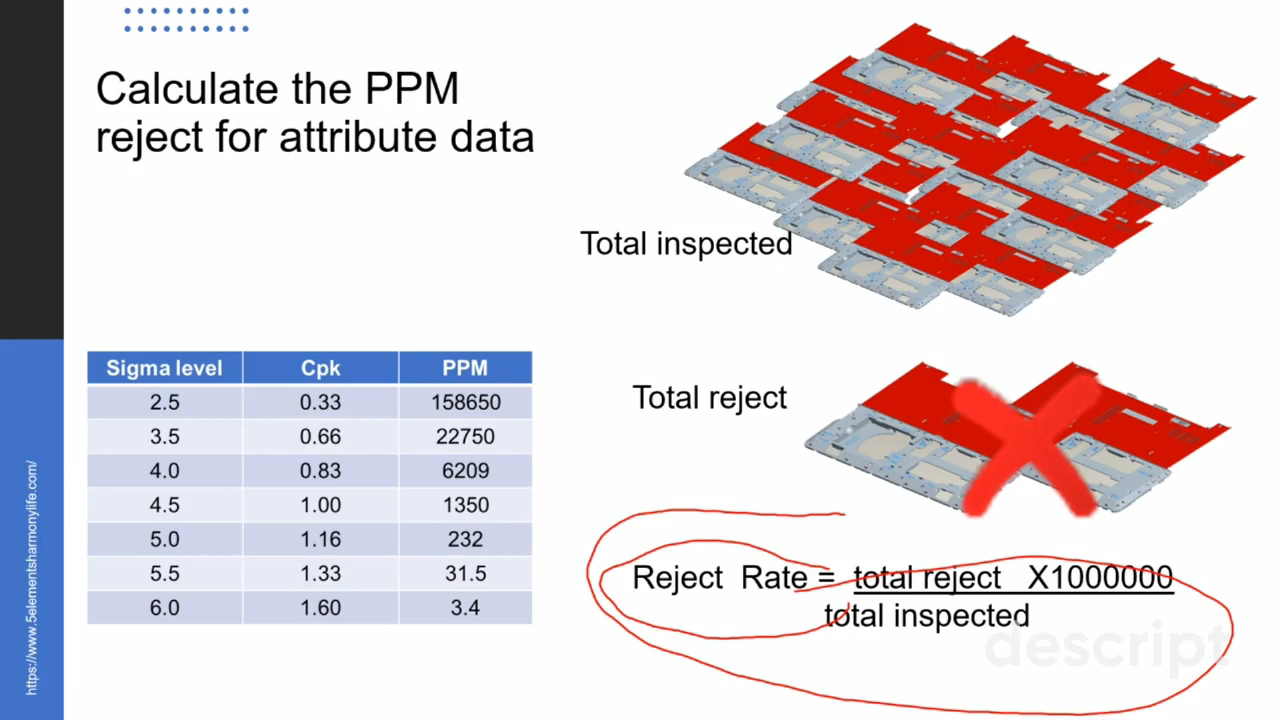 Calculate the PPM
reject for attribute data
Total inspected
Sigma level Cpk PPM
2.5 0.33 158650
3.5 0.66 22750
4.0 0.83 6209
4.5 1.00 1350
5.0 1.16 232
5.5 1.33 31.5
6.0 1.60 3.4
Total reject
Reject Rate = total reject X1000000
total inspected
descript
https://www.5elementsharmonylife.com/